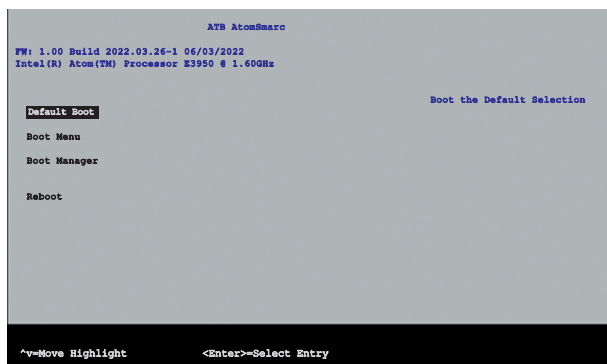 ATB AtomSmarc
FW: 1.00 Build 2022.03.26-1 06/03/2022
Intel(R) Atom(TM) Processor E3950 @ 1.60GHz
Boot the Default Selection
Default Boot
Boot Menu
Boot Manager
Reboot
^v=Move Highlight <Enter>=Select Entry